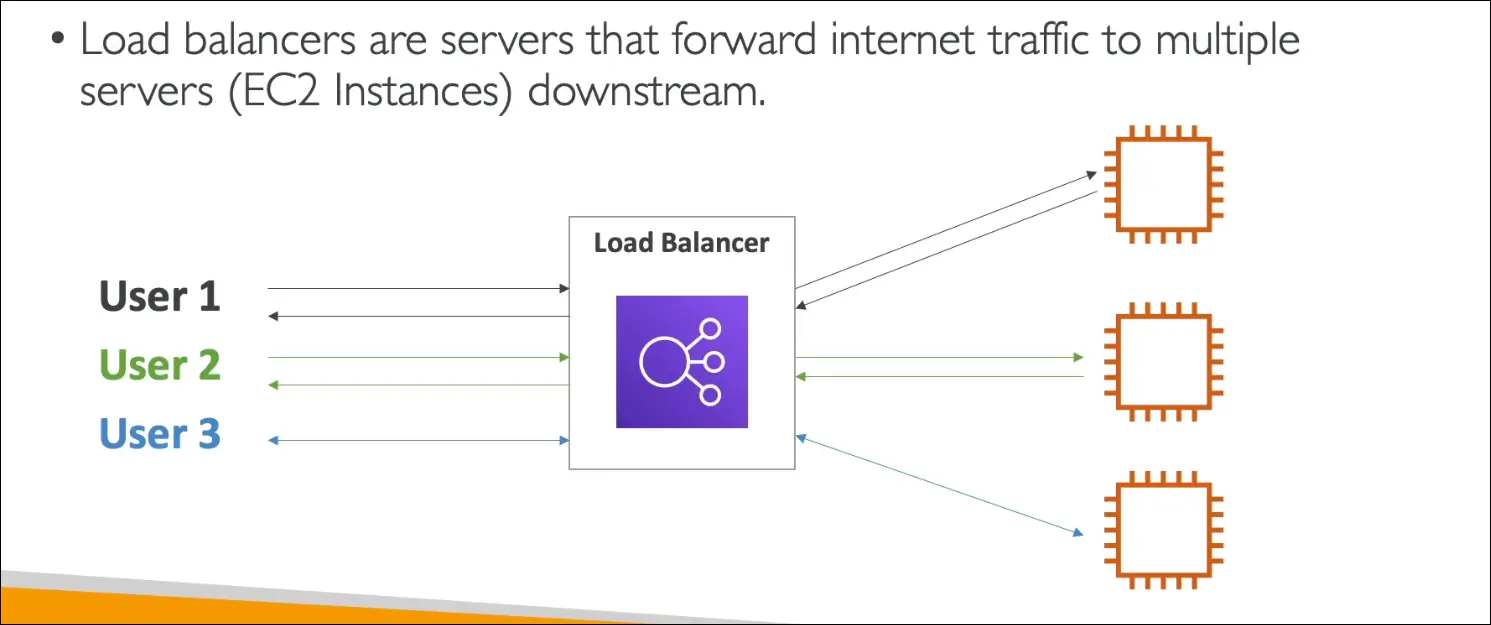 • Load balancers are servers that forward internet traffic to multiple
servers (EC2 Instances) downstream.
Load Balancer
User 1
User 2
User 3